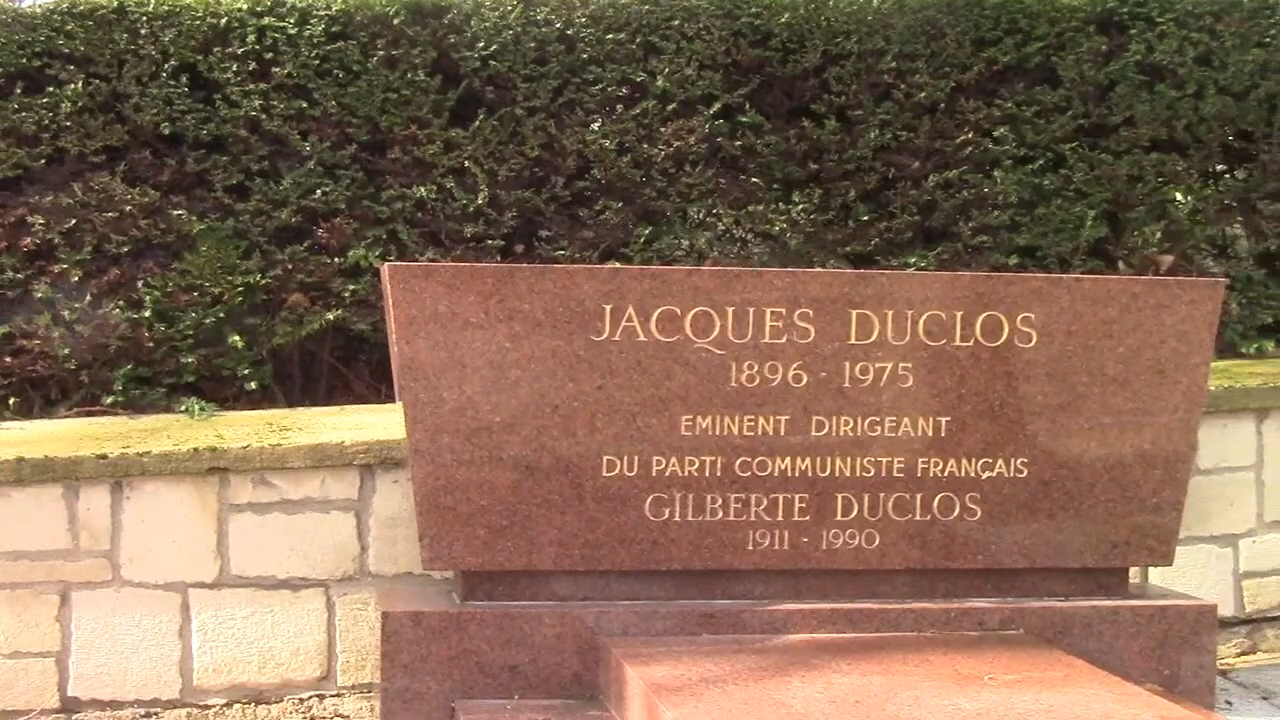 JACQUES DUCLOS
1896 - 1975
EMINENT DIRIGEANT
DU PARTI COMMUNISTE FRANÇAIS
GILBERTE DUCLOS
1911 - 1990